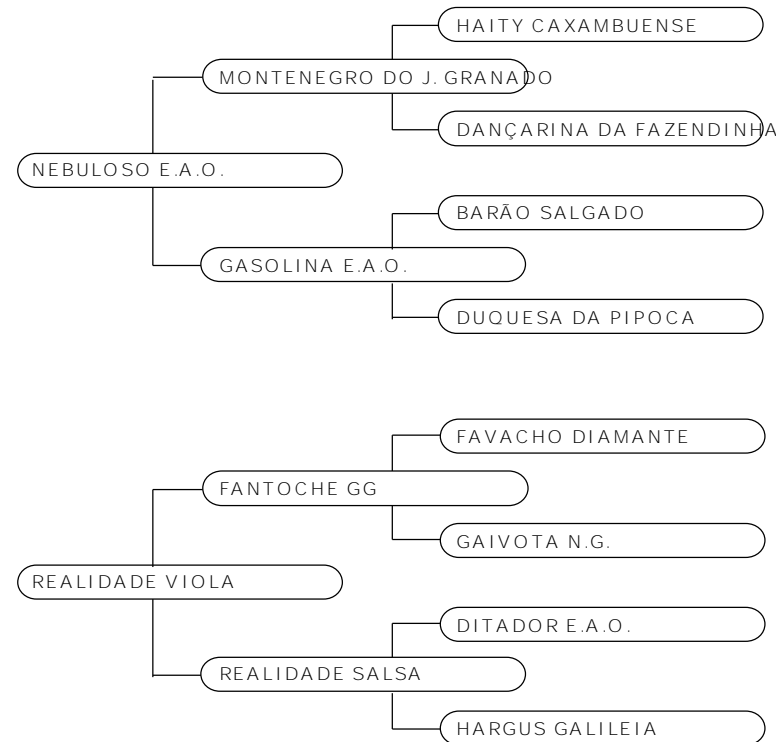 HAITY CAXAMBUENSE
MONTENEGRO DO J. GRANADO
DANÇARINA DA FAZENDINHA
NEBULOSO E.A.O.
BARÃO SALGADO
GASOLINA E.A.O.
DUQUESA DA PIPOCA
FAVACHO DIAMANTE
FANTOCHE GG
GAIVOTA N.G.
REALIDADE VIOLA
DITADOR E.A.O.
REALIDADE SALSA
HARGUS GALILEIA